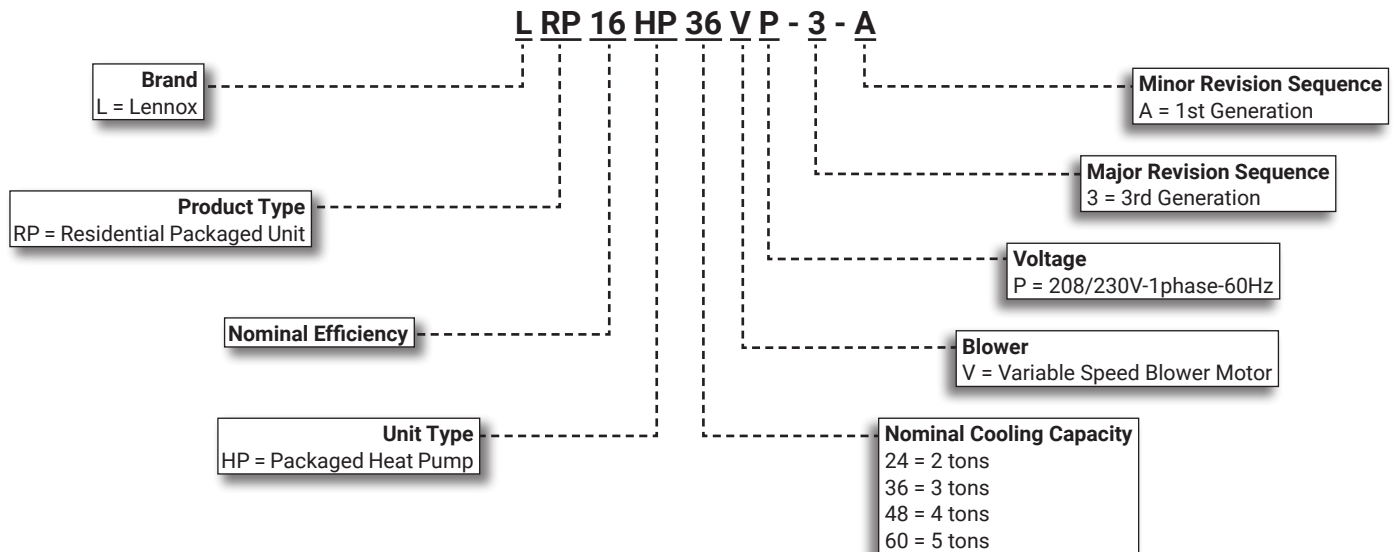 L RP 16 HP 36 V P - 3 - A
Brand
L = Lennox
Minor Revision Sequence
A = 1st Generation
Major Revision Sequence
3 = 3rd Generation
Product Type
RP = Residential Packaged Unit
Voltage
P = 208/230V-1phase-60Hz
Nominal Efficiency
Blower
V = Variable Speed Blower Motor
Unit Type
HP = Packaged Heat Pump
Nominal Cooling Capacity
24 = 2 tons
36 = 3 tons
48 = 4 tons
60 = 5 tons